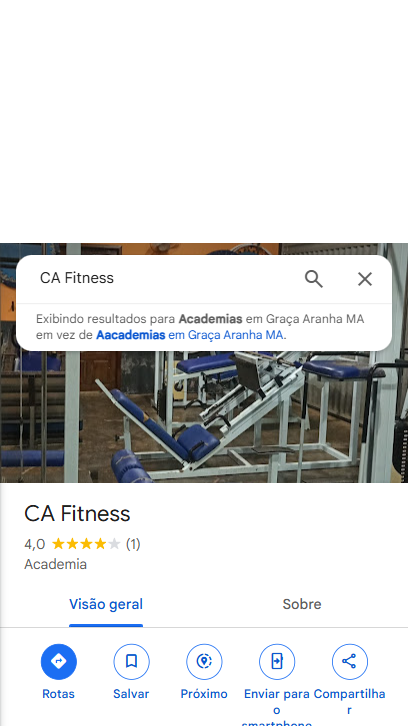 CA Fitness
Exibindo resultados para Academias em Graça Aranha MA
em vez de Aacademias em Graça Aranha MA.
CA Fitness
4,0 (1)
Academia
Visão geral
Sobre
Rotas
Salvar
Próximo
Enviar para
o
smartphone
Compartilha
r